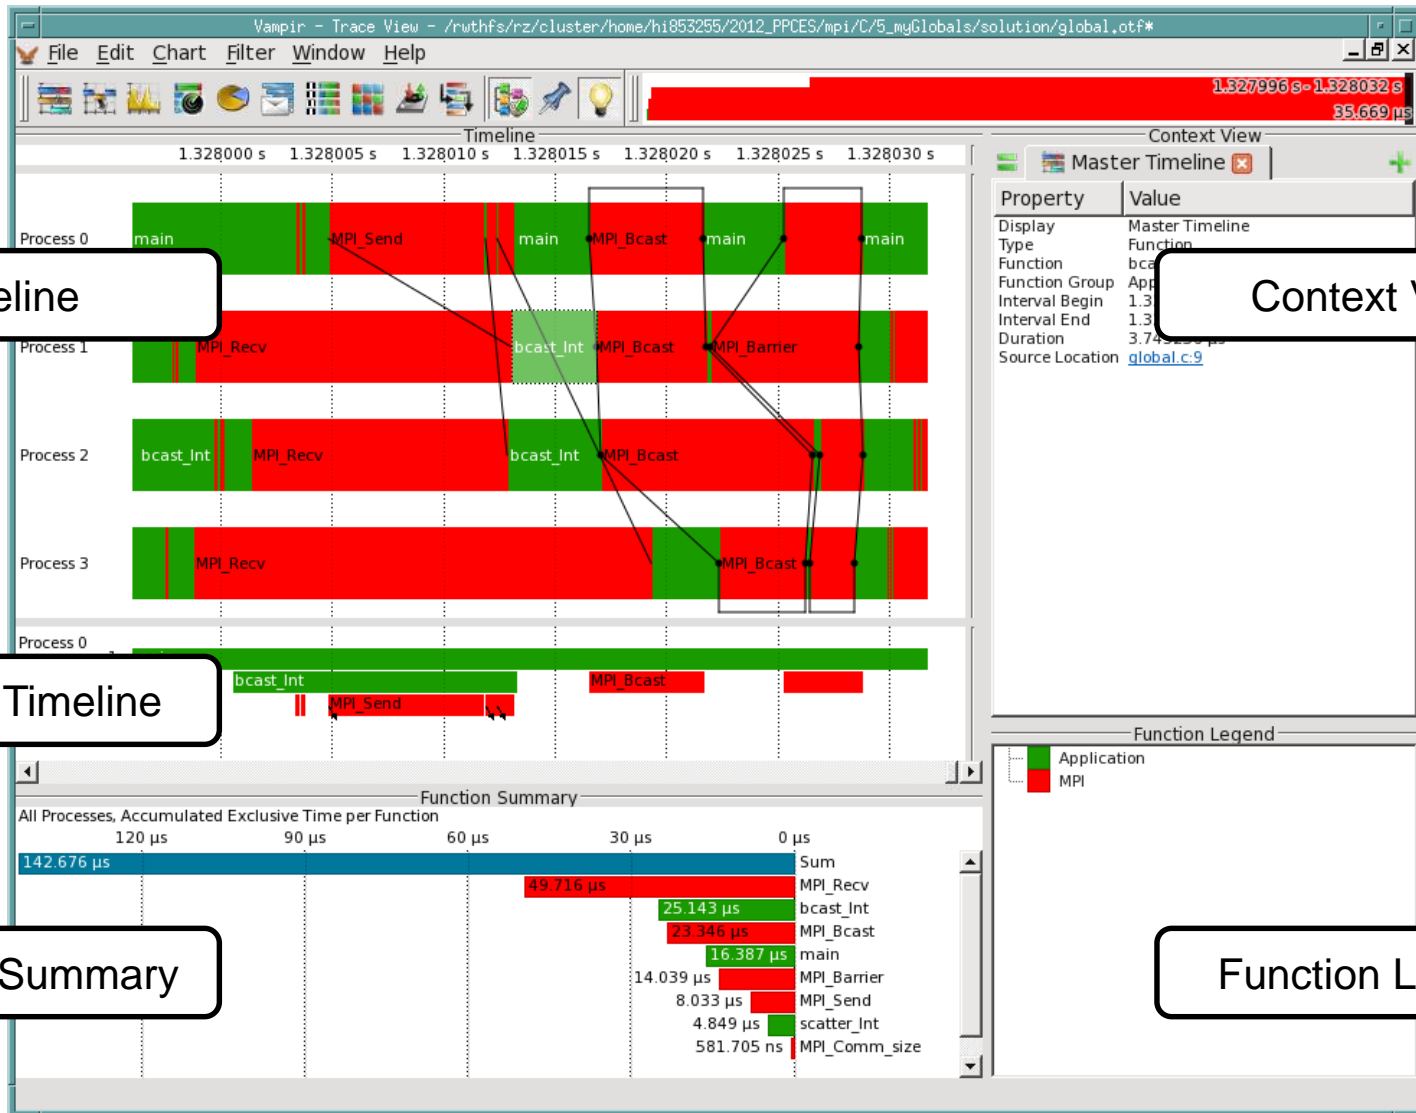 Vampir - Trace View - /rwthfs/rz/cluster/home/hi853255/2012_PPCES/mpi/C/5_myGlobals/solution/global.otf*
File Edit Chart Filter Window Help
1.327996 s - 1.328032 s
35.669 µs
Timeline
1.328000 s 1.328005 s 1.328010 s 1.328015 s 1.328020 s 1.328025 s 1.328030 s
Process 0 main MPI_Send main MPI_Bcast main main
eline
Process 1 MPI_Recv bcast_Int MPI_Bcast MPI_Barrier
Process 2 bcast_Int MPI_Recv bcast_Int MPI_Bcast
Process 3 MPI_Recv MPI_Bcast
Process 0
bcast_Int MPI_Bcast
MPI_Send
Timeline
Function Summary
All Processes, Accumulated Exclusive Time per Function
120 µs 90 µs 60 µs 30 µs 0 µs
142.676 µs Sum
49.716 µs MPI_Recv
25.143 µs bcast_Int
23.346 µs MPI_Bcast
16.387 µs main
14.039 µs MPI_Barrier
8.033 µs MPI_Send
4.849 µs scatter_Int
581.705 ns MPI_Comm_size
Summary
Context View
Master Timeline
Property Value
Display Master Timeline
Type Function
Function bca
Function Group App
Interval Begin 1.3
Interval End 1.3
Duration 3.7
Source Location global.c:9
Context
Function Legend
Application
MPI
Function L